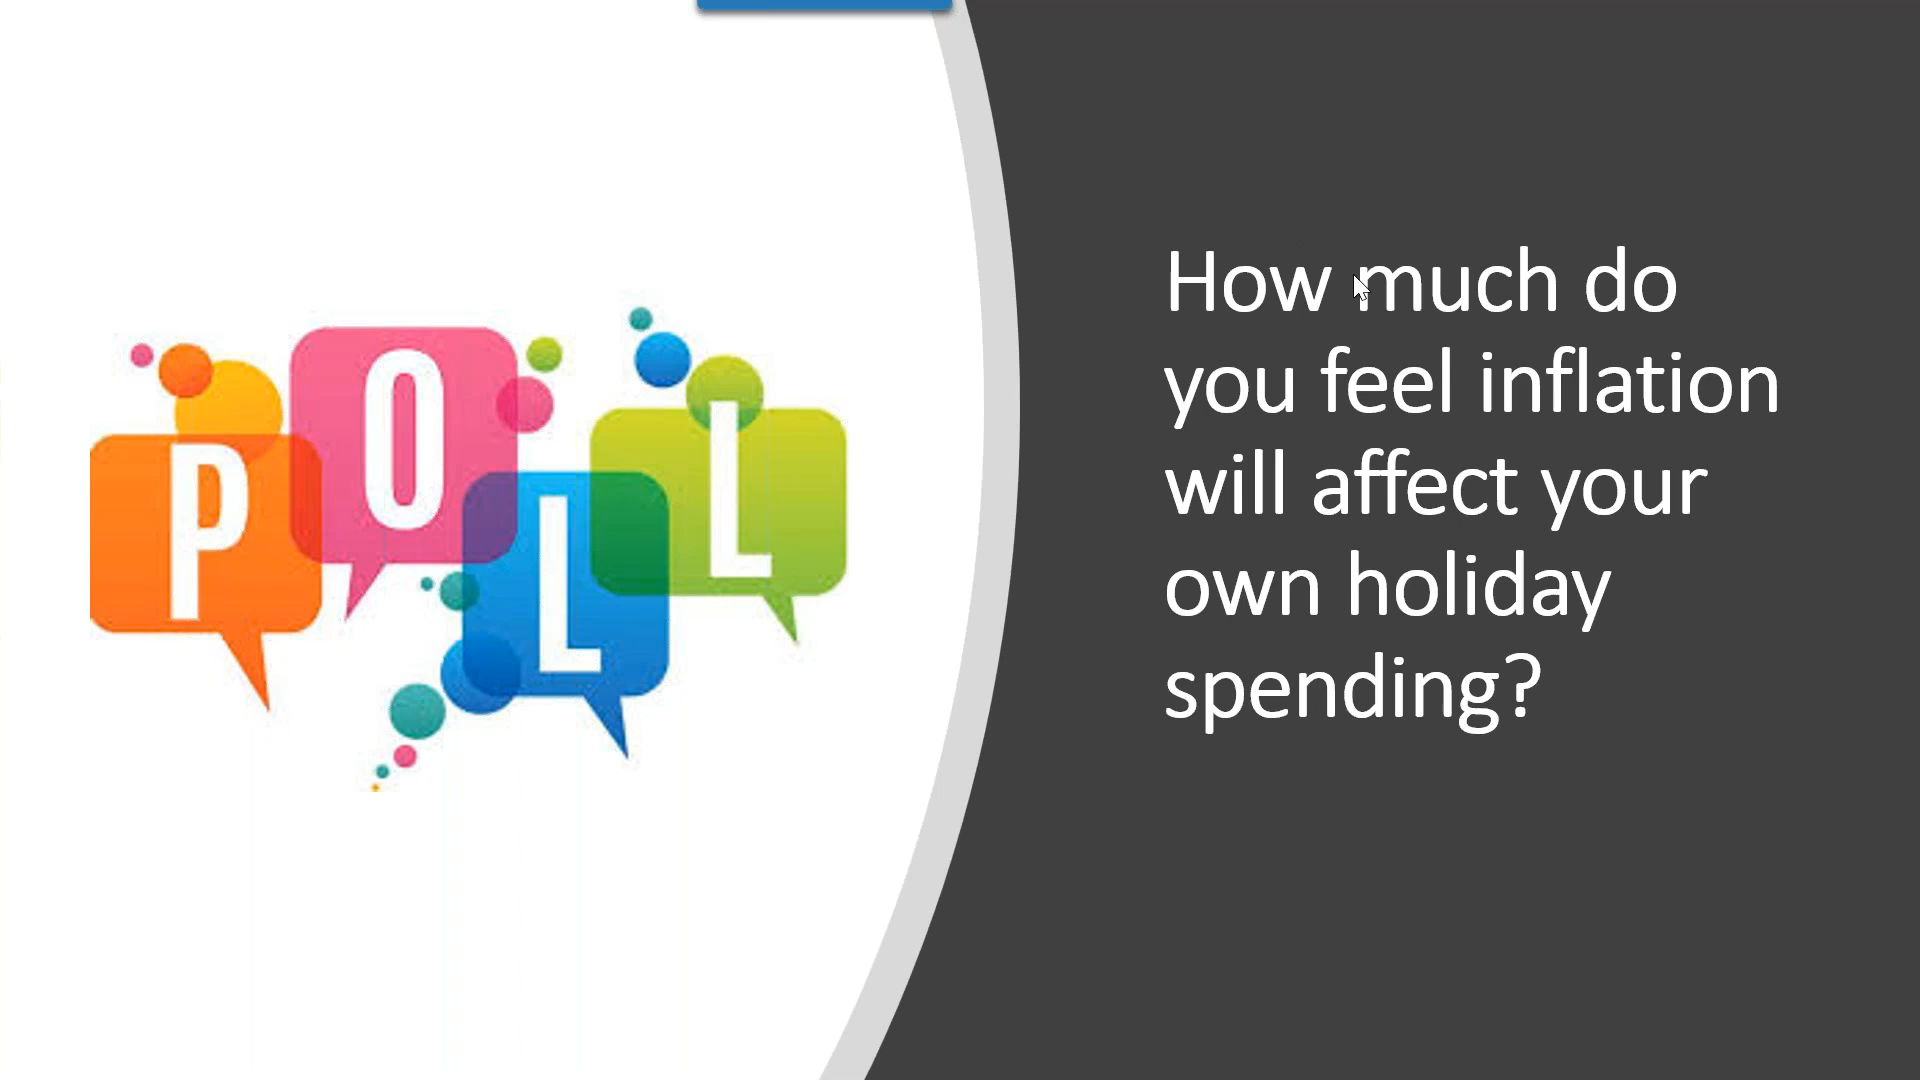 POLL
How much do
you feel inflation
will affect your
own holiday
spending?